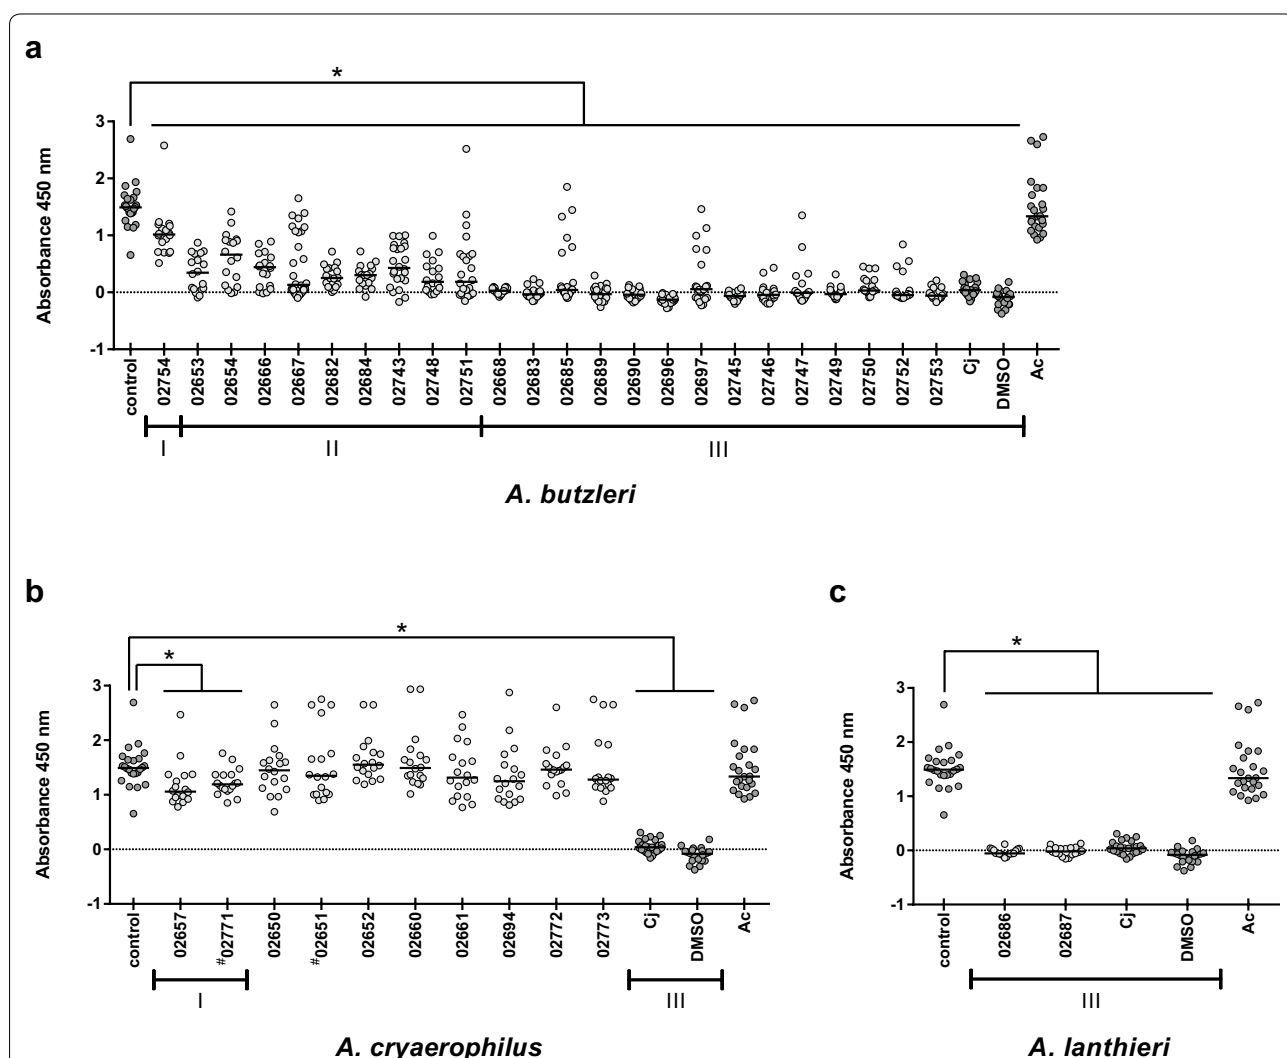 a
*
Absorbance 450 nm
3
2
1
0
-1
control
02754
02653
02654
02666
02667
02682
02684
02743
02748
02751
02668
02683
02685
02689
02690
02696
02697
02745
02746
02747
02749
02750
02752
02753
Cj
DMSO
Ac
I
II
III
A. butzleri
b
*
*
Absorbance 450 nm
3
2
1
0
-1
control
02657
#02771
02650
#02651
02652
02660
02661
02694
02772
02773
Cj
DMSO
Ac
I
III
A. cryaerophilus
c
*
Absorbance 450 nm
3
2
1
0
-1
control
02686
02687
Cj
DMSO
Ac
III
A. lanthieri